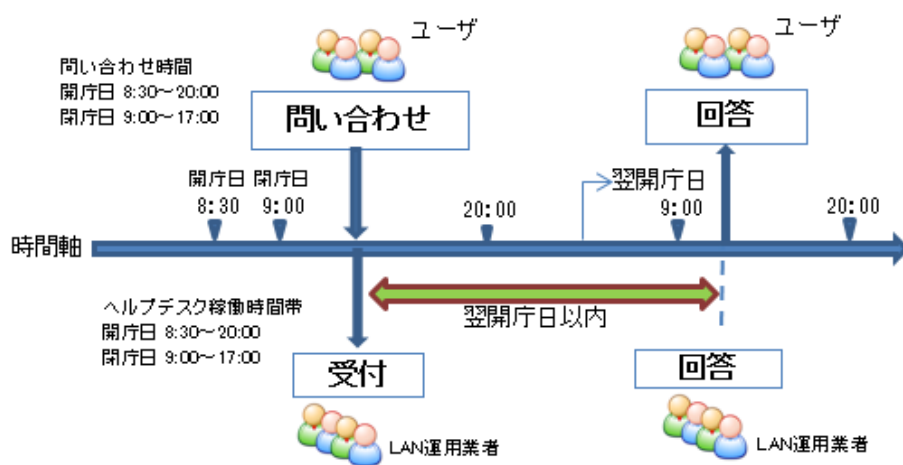 ユーザ
ユーザ
問い合わせ時間
開庁日 8:30～20:00
閉庁日 9:00～17:00
問い合わせ
回答
開庁日 閉庁日
8:30 9:00
20:00
翌開庁日
9:00
20:00
時間軸
ヘルプデスク稼働時間帯
開庁日 8:30～20:00
閉庁日 9:00～17:00
翌開庁日以内
受付
回答
LAN運用業者
LAN運用業者